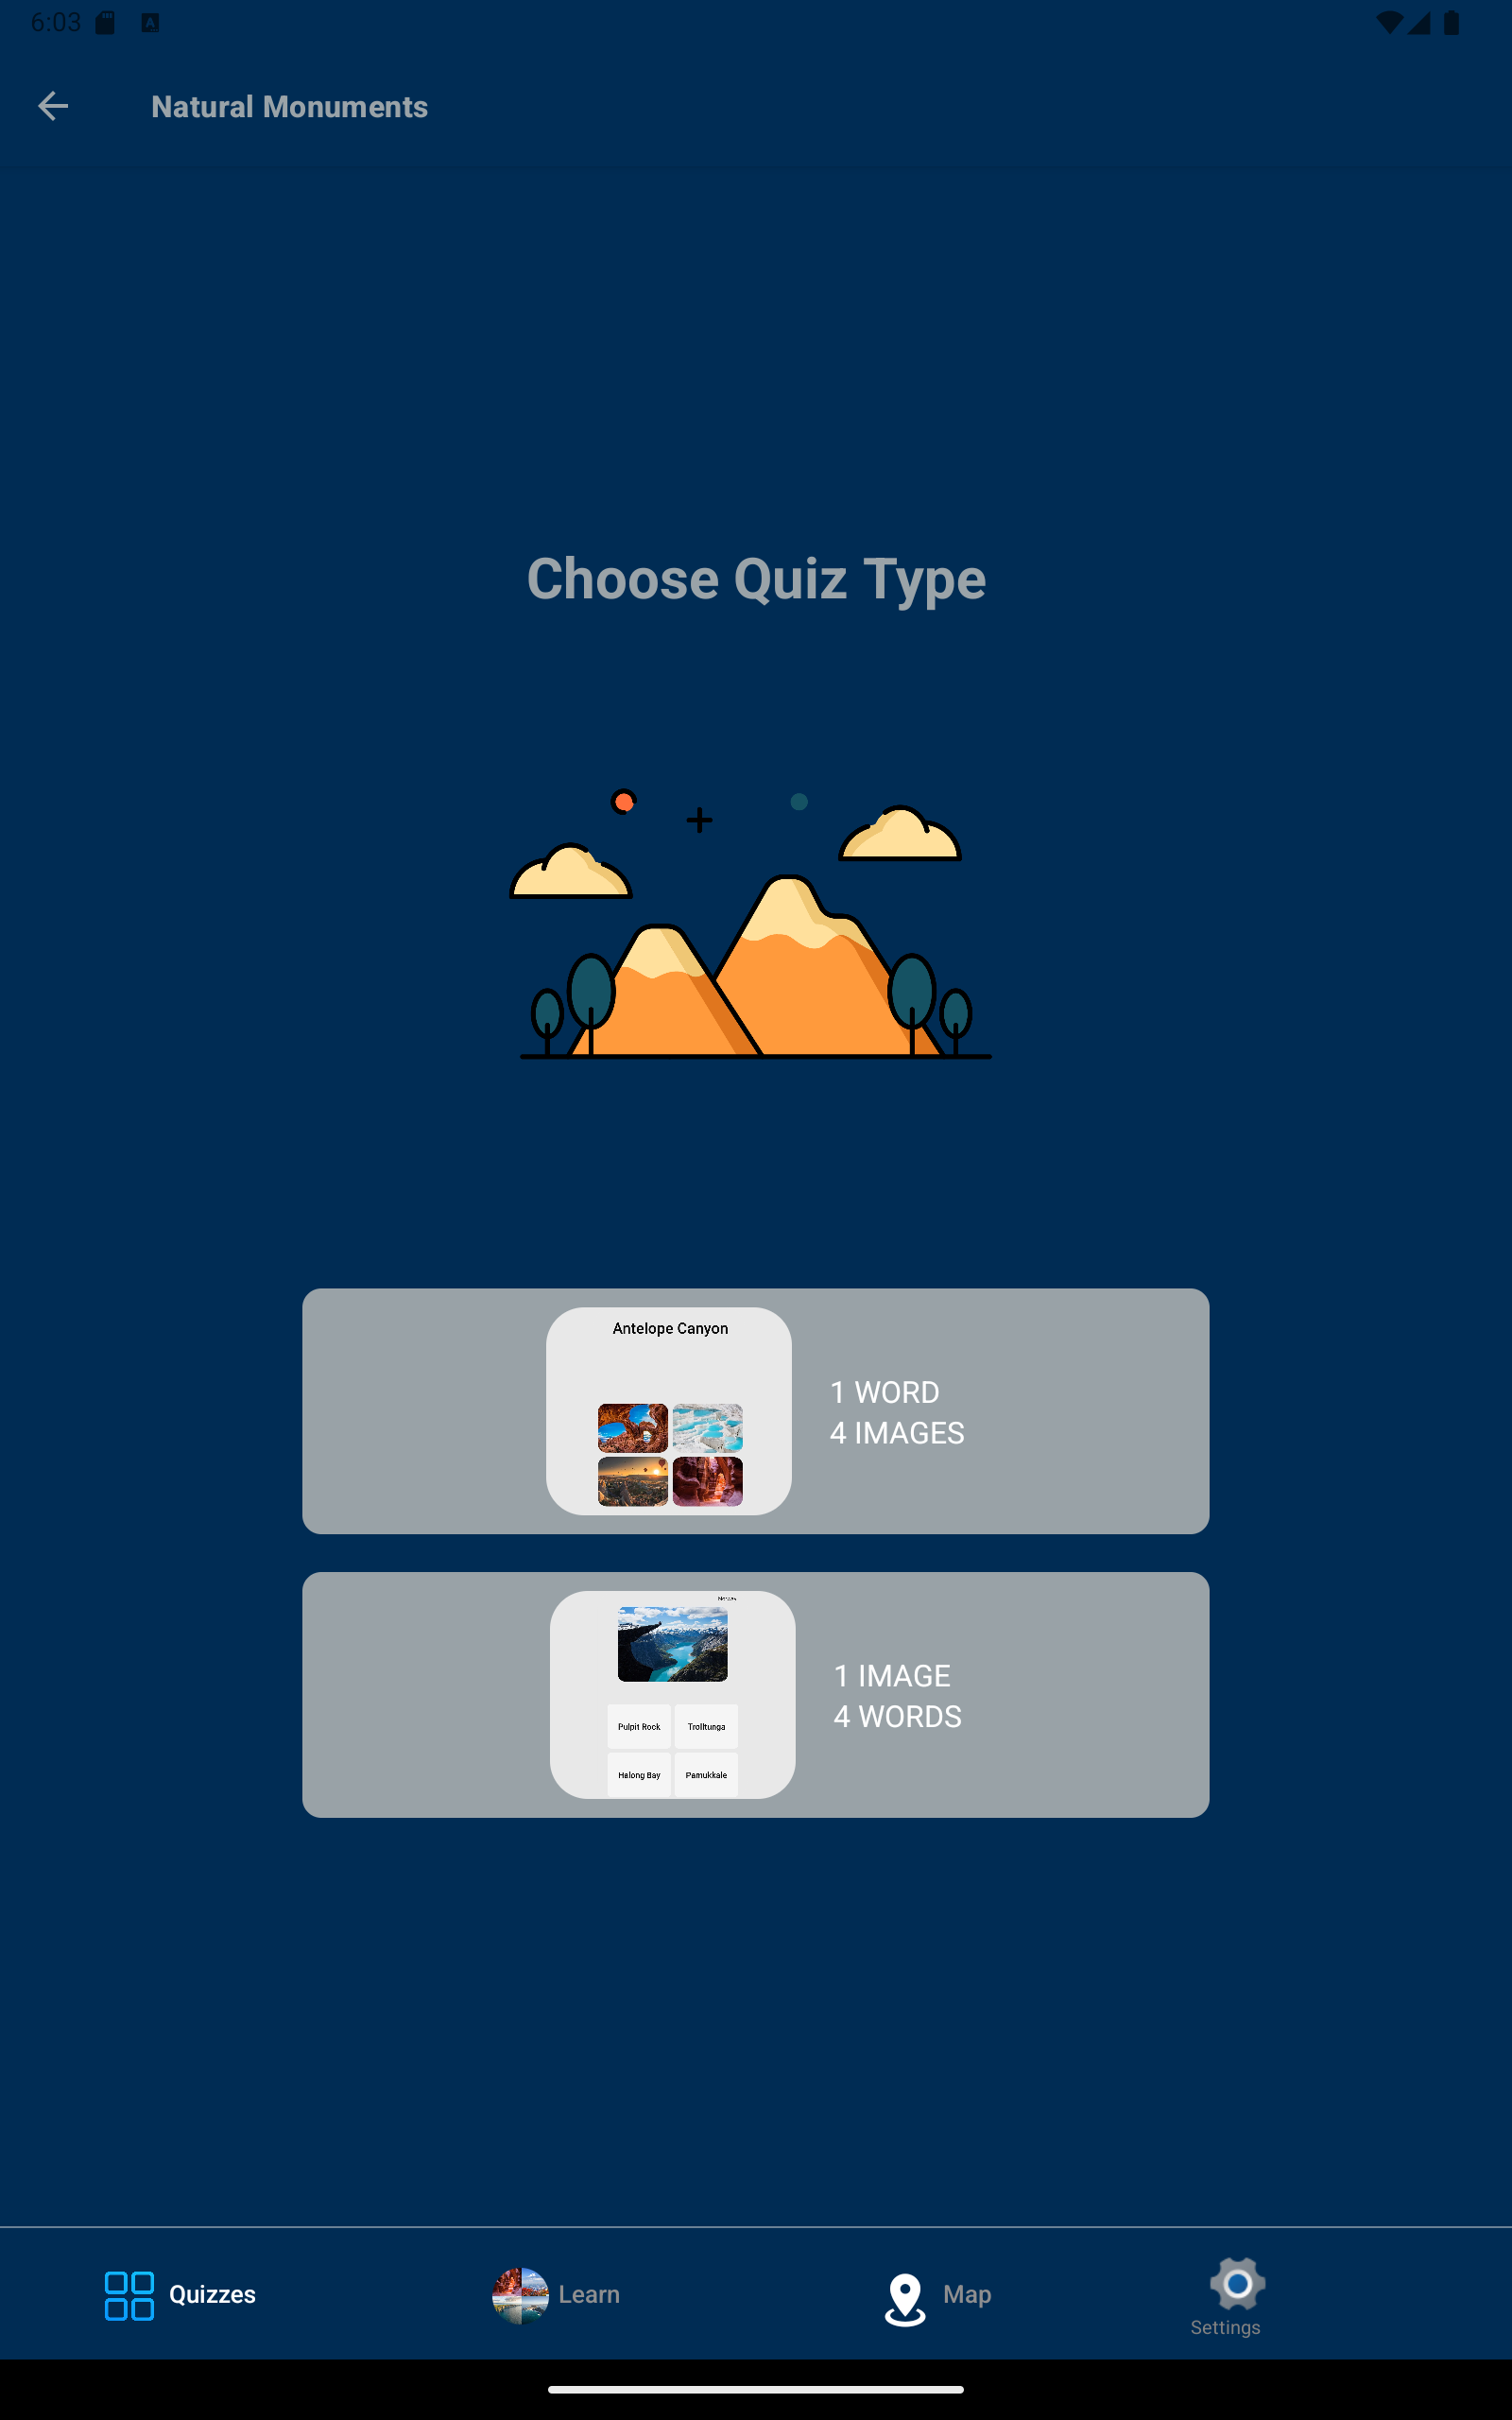 6:03
Natural Monuments
Choose Quiz Type
Antelope Canyon
1 WORD
4 IMAGES
Norway
Pulpit Rock
Trolltunga
Halong Bay
Pamukkale
1 IMAGE
4 WORDS
Quizzes
Learn
Map
Settings